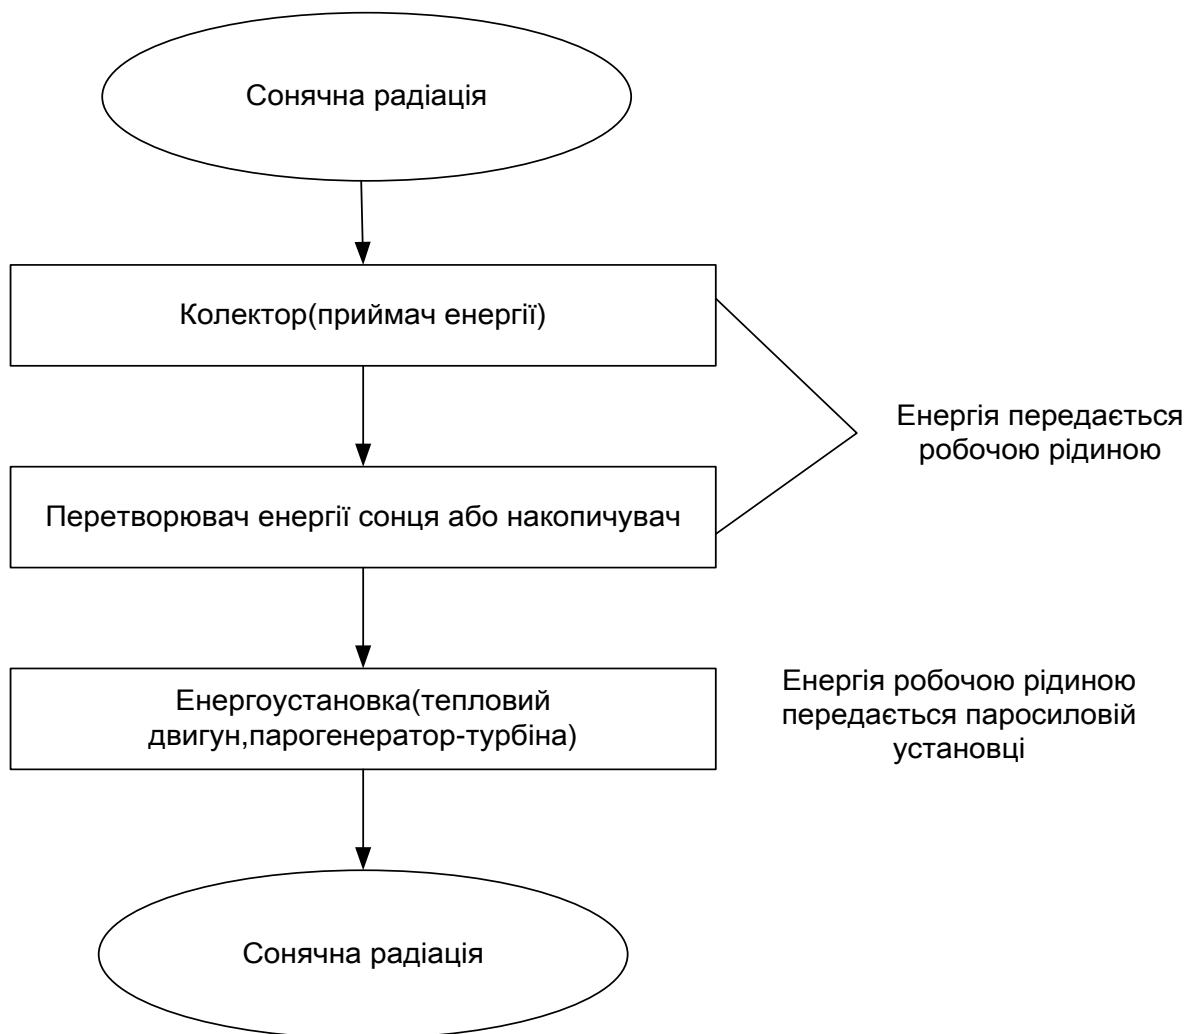 Сонячна радіація
Колектор(приймач енергії)
Енергія передається
робочою рідиною
Перетворювач енергії сонця або накопичувач
Енергоустановка(тепловий
двигун,парогенератор-турбіна)
Енергія робочою рідиною
передається паросиловій
установці
Сонячна радіація